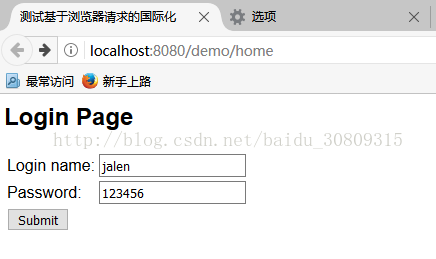 测试基于浏览器请求的国际化
选项
localhost:8080/demo/home
最常访问
新手上路
Login Page
http://blog.csdn.net/baidu_30809315
Login name: jalen
Password: 123456
Submit